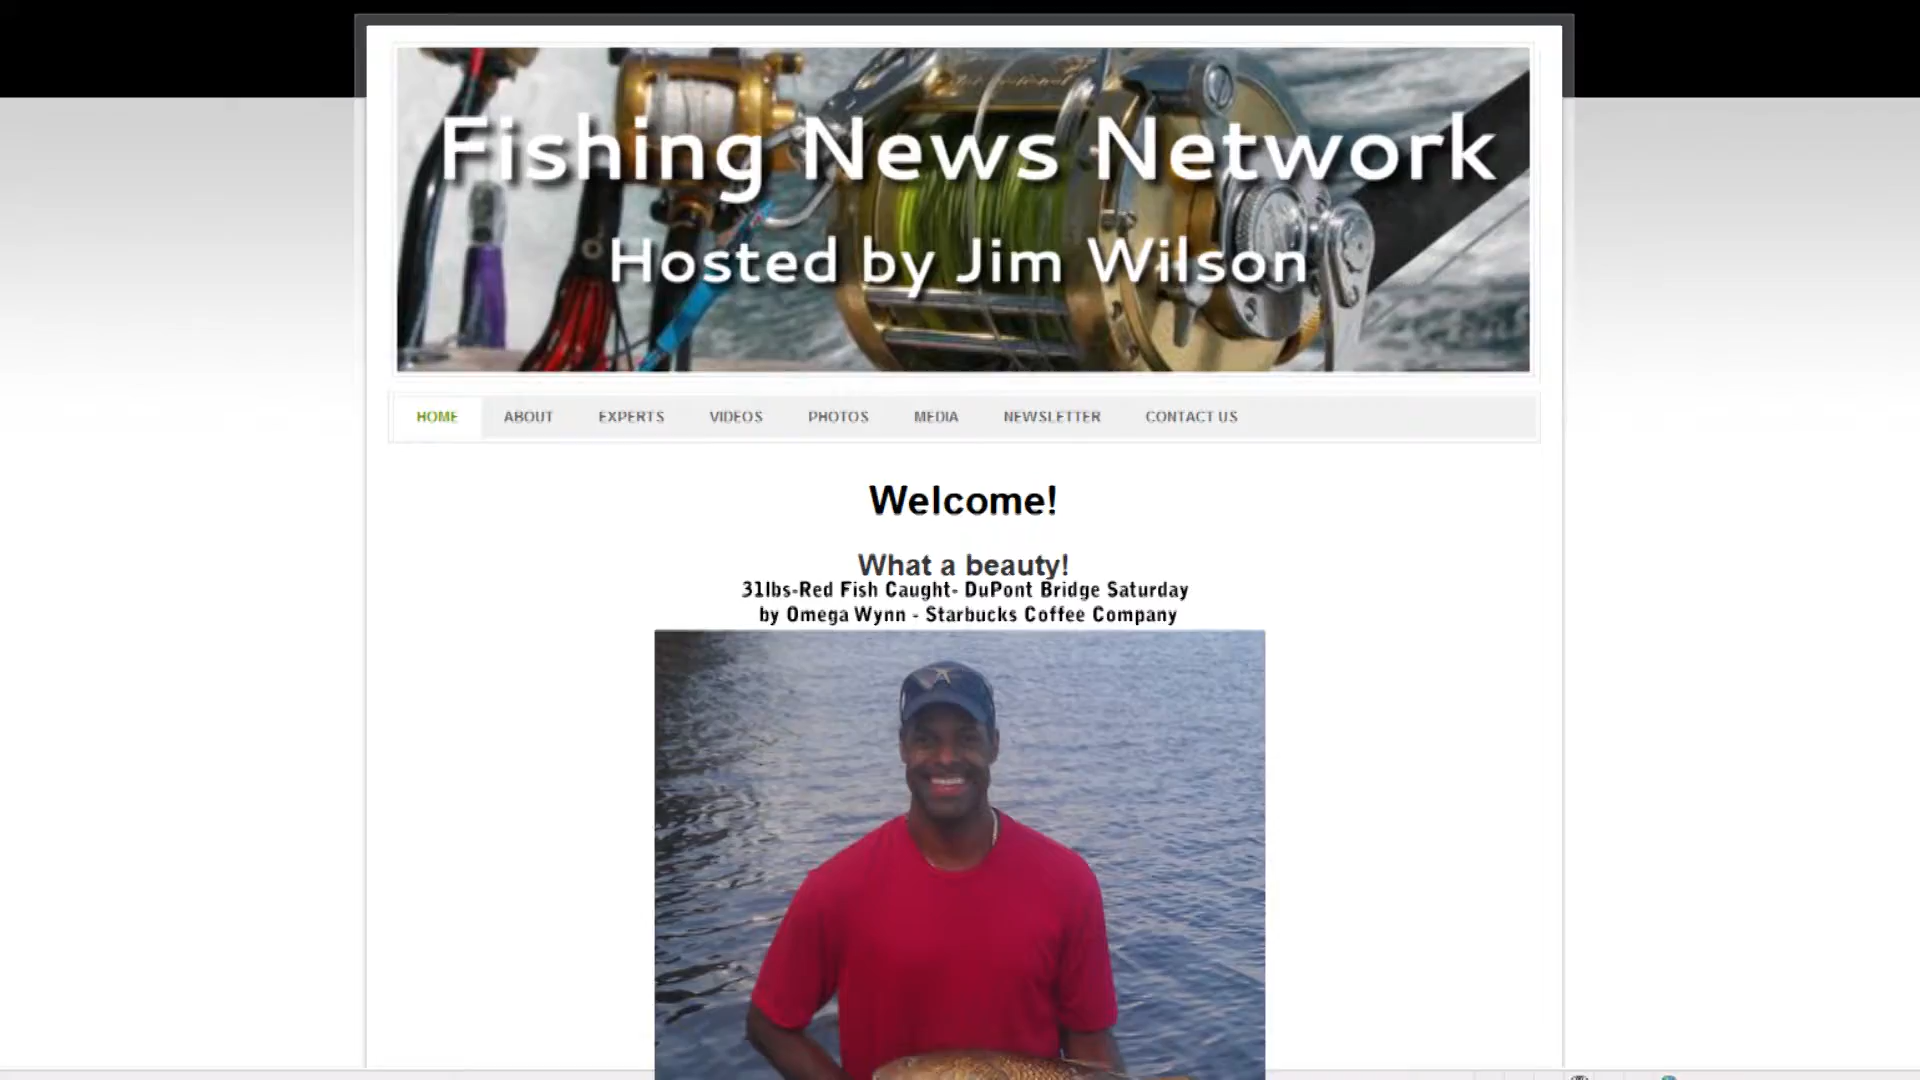 Fishing News Network
Hosted by Jim Wilson
HOME ABOUT EXPERTS VIDEOS PHOTOS MEDIA NEWSLETTER CONTACT US
Welcome!
What a beauty!
31lbs-Red Fish Caught- DuPont Bridge Saturday
by Omega Wynn - Starbucks Coffee Company